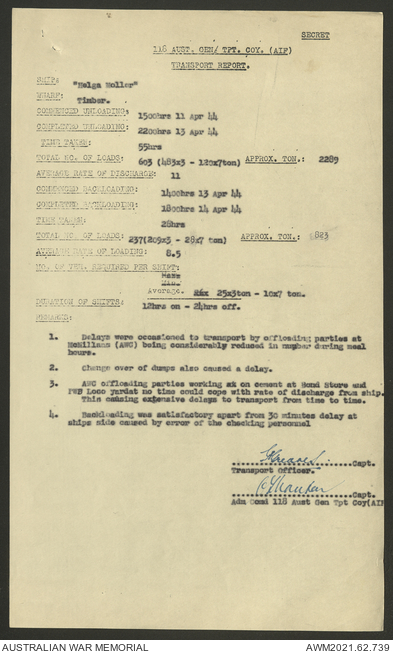 SECRET
118 AUST. GEN/ TPT. COY. (AIF)
TRANSPORT REPORT.
SHIP: "Helga Moller"
WHARF: Timber.
COMMENCED UNLOADING: 1500hrs 11 Apr 44
COMPLETED UNLOADING: 2200hrs 13 Apr 44
TIME TAKEN: 55hrs
TOTAL NO. OF LOADS: 603 (483x3 - 120x7ton) APPROX. TON.: 2289
AVERAGE RATE OF DISCHARGE: 11
COMMENCED BACKLOADING: 1400hrs 13 Apr 44
COMPLETED BACKLOADING: 1800hrs 14 Apr 44
TIME TAKEN: 28hrs
TOTAL NO. OF LOADS: 237(209x3 - 28x7 ton) APPROX. TON.: 823
AVERAGE RATE OF LOADING: 8.5
NO. OF VEH. REQUIRED PER SHIFT:
Average. 25x3ton - 10x7 ton.
DURATION OF SHIFTS: 12hrs on - 24hrs off.
REMARKS:
1. Delays were occasioned to transport by offloading parties at
McMillans (AWC) being considerably reduced in number during meal
hours.
2. Change over of dumps also caused a delay.
3. AWC offloading parties working on cement at Bond Store and
Loco yardat no time could cope with rate of discharge from ship.
This causing expensive delays to transport from time to time.
4. Backloading was satisfactory apart from 30 minutes delay at
ships side caused by error of the checking personnel
Capt.
Transport Officer.
Capt.
Adm Comd 118 Aust Gen Tpt Coy(AIF
AUSTRALIAN WAR MEMORIAL
AWM2021.62.739